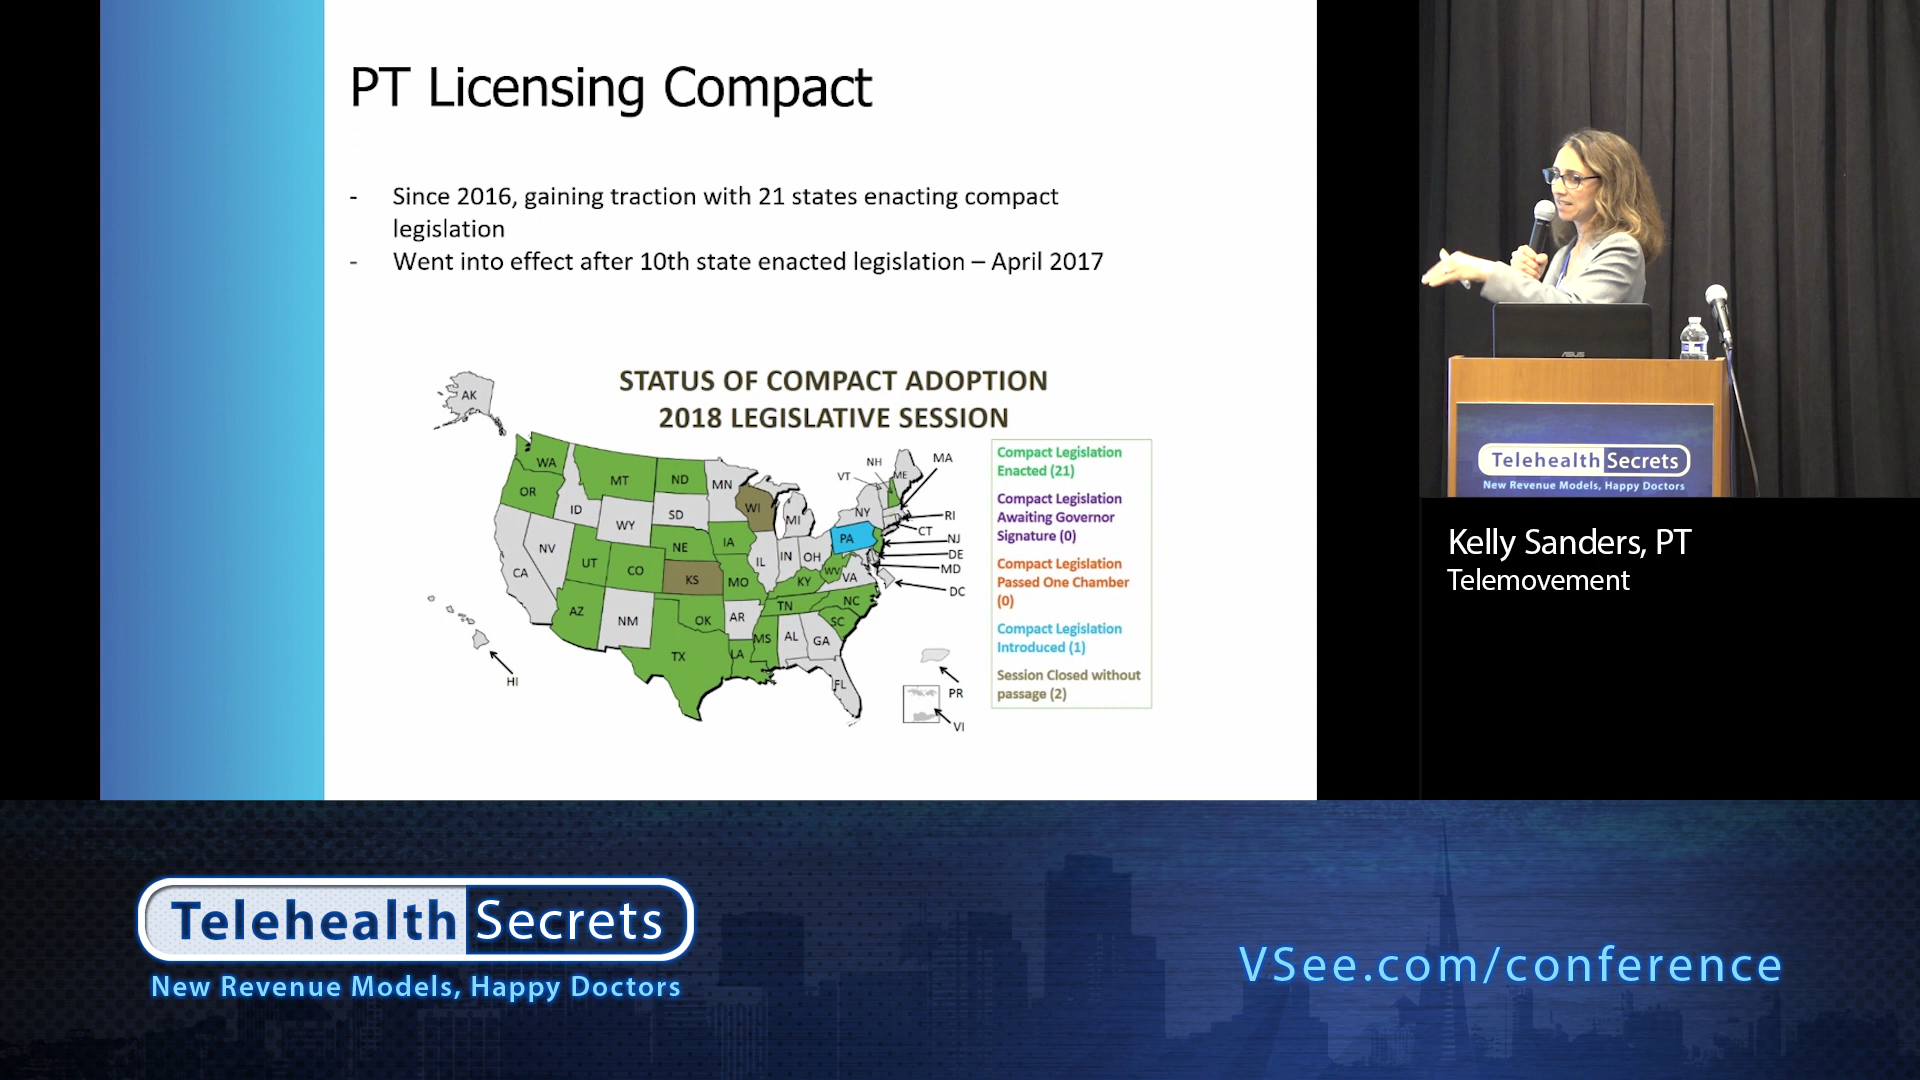 PT Licensing Compact
- Since 2016, gaining traction with 21 states enacting compact
legislation
- Went into effect after 10th state enacted legislation – April 2017
STATUS OF COMPACT ADOPTION
2018 LEGISLATIVE SESSION
AK
WA
OR
MT
ND
MN
ID
WY
SD
WI
MI
NY
VT
NH
ME
MA
RI
CT
NJ
DE
MD
DC
CA
NV
UT
CO
NE
IA
IL
IN
OH
PA
KS
MO
KY
WV
VA
AZ
NM
OK
AR
TN
NC
SC
TX
LA
MS
AL
GA
FL
HI
PR
VI
Compact Legislation
Enacted (21)
Compact Legislation
Awaiting Governor
Signature (0)
Compact Legislation
Passed One Chamber
(0)
Compact Legislation
Introduced (1)
Session Closed without
passage (2)
ASUS
Telehealth Secrets
New Revenue Models, Happy Doctors
Kelly Sanders, PT
Telemovement
Telehealth Secrets
New Revenue Models, Happy Doctors
VSee.com/conference